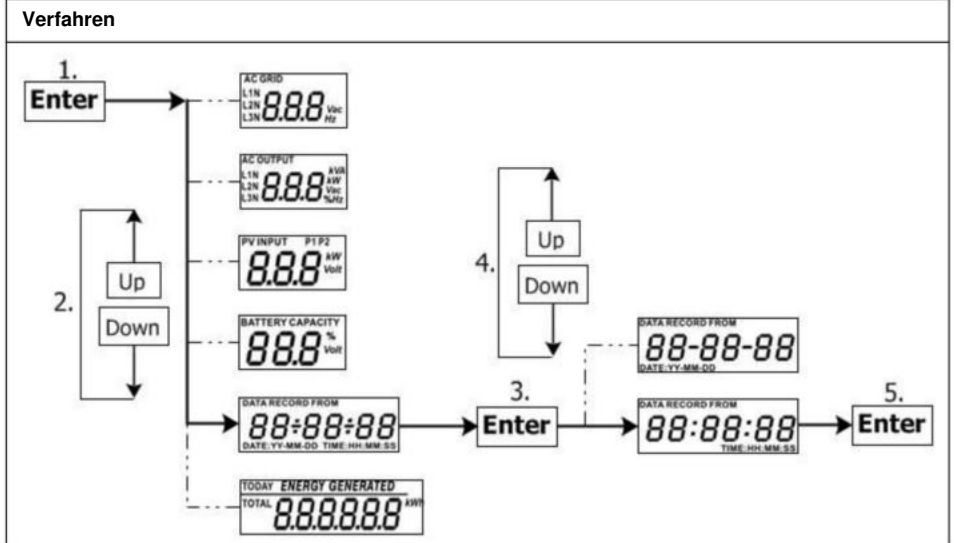 Verfahren
1.
Enter
AC GRID
L1N
L2N
L3N
8.8.8 Vac
Hz
AC OUTPUT
L1N
L2N
L3N
8.8.8 kVA
kW
Vac
%Hz
2.
Up
Down
PV INPUT P1 P2
8.8.8 kW
Volt
BATTERY CAPACITY
8.8.8 %
Volt
DATA RECORD FROM
88÷88÷88
DATE:YY-MM-DD TIME:HH:MM:SS
TODAY ENERGY GENERATED
TOTAL 8.8.8.8.8.8 kWh
3.
Enter
4.
Up
Down
DATA RECORD FROM
88-88-88
DATE:YY-MM-DD
DATA RECORD FROM
88:88:88
TIME:HH:MM:SS
5.
Enter